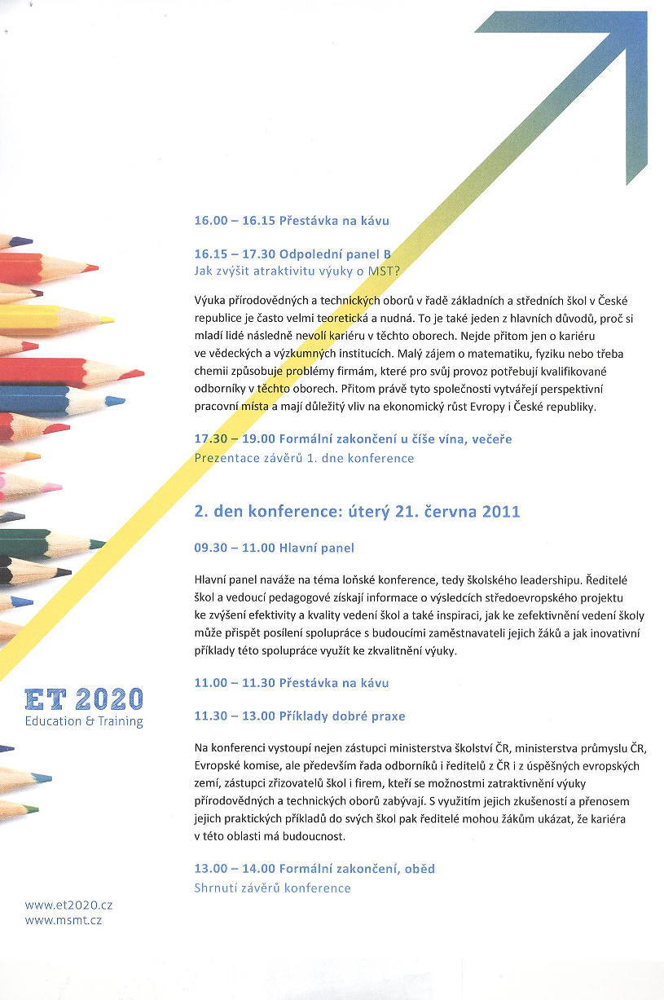 16.00 – 16.15 Přestávka na kávu
16.15 – 17.30 Odpolední panel B
Jak zvýšit atraktivitu výuky o MST?
Výuka přírodovědných a technických oborů v řadě základních a středních škol v České
republice je často velmi teoretická a nudná. To je také jeden z hlavních důvodů, proč si
mladí lidé následně nevolí kariéru v těchto oborech. Nejde přitom jen o kariéru
ve vědeckých a výzkumných institucích. Malý zájem o matematiku, fyziku nebo třeba
chemii způsobuje problémy firmám, které pro svůj provoz potřebují kvalifikované
odborníky v těchto oborech. Přitom právě tyto společnosti vytvářejí perspektivní
pracovní místa a mají důležitý vliv na ekonomický růst Evropy i České republiky.
17.30 – 19.00 Formální zakončení u číše vína, večeře
Prezentace závěrů 1. dne konference
2. den konference: úterý 21. června 2011
09.30 – 11.00 Hlavní panel
Hlavní panel naváže na téma loňské konference, tedy školského leadershipu. Ředitelé
škol a vedoucí pedagogové získají informace o výsledcích středoevropského projektu
ke zvýšení efektivity a kvality vedení škol a také inspiraci, jak ke zefektivnění vedení školy
může přispět posílení spolupráce s budoucími zaměstnavateli jejich žáků a jak inovativní
příklady této spolupráce využít ke zkvalitnění výuky.
11.00 – 11.30 Přestávka na kávu
11.30 – 13.00 Příklady dobré praxe
Na konferenci vystoupí nejen zástupci ministerstva školství ČR, ministerstva průmyslu ČR,
Evropské komise, ale především řada odborníků i ředitelů z ČR i z úspěšných evropských
zemí, zástupci zřizovatelů škol i firem, kteří se možnostmi zatraktivnění výuky
přírodovědných a technických oborů zabývají. S využitím jejich zkušeností a přenosem
jejich praktických příkladů do svých škol pak ředitelé mohou žákům ukázat, že kariéra
v této oblasti má budoucnost.
13.00 – 14.00 Formální zakončení, oběd
Shrnutí závěrů konference
ET 2020
Education & Training
www.et2020.cz
www.msmt.cz